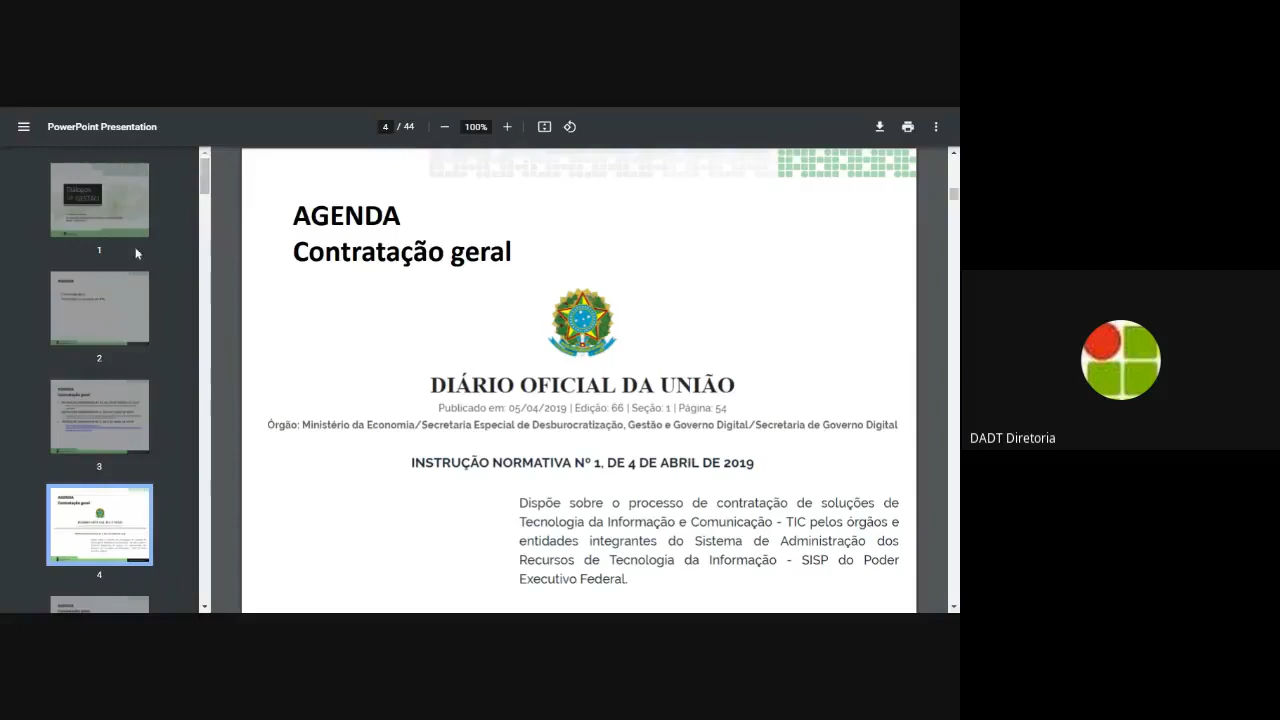 PowerPoint Presentation
4 / 44
100%
AGENDA
Contratação geral
DIÁRIO OFICIAL DA UNIÃO
Publicado em: 05/04/2019 | Edição: 66 | Seção: 1 | Página: 54
Órgão: Ministério da Economia/Secretaria Especial de Desburocratização, Gestão e Governo Digital/Secretaria de Governo Digital
INSTRUÇÃO NORMATIVA Nº 1, DE 4 DE ABRIL DE 2019
Dispõe sobre o processo de contratação de soluções de
Tecnologia da Informação e Comunicação - TIC pelos órgãos e
entidades integrantes do Sistema de Administração dos
Recursos de Tecnologia da Informação - SISP do Poder
Executivo Federal.
1
2
3
AGENDA
Contratação geral
4
DADT Diretoria